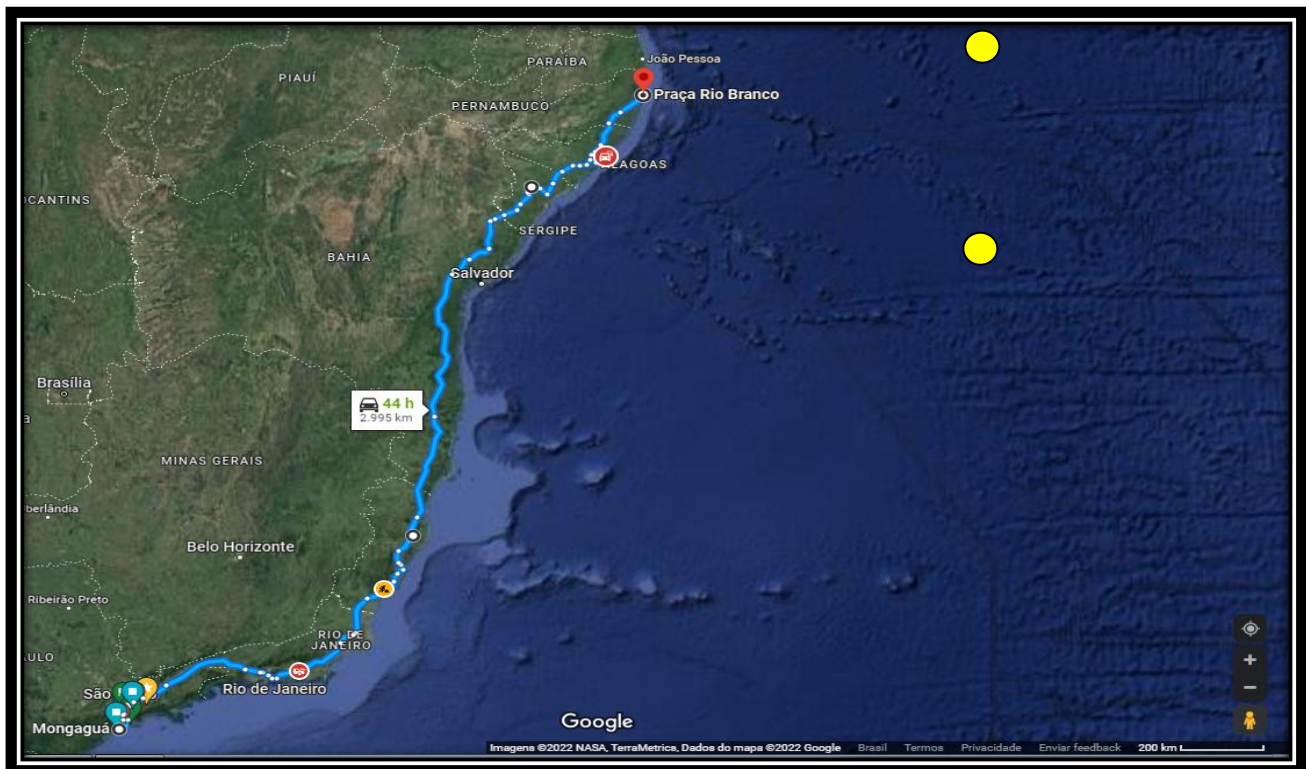 PARAÍBA
João Pessoa
PIAUÍ
Praça Rio Branco
PERNAMBUCO
ALAGOAS
OCANTINS
SERGIPE
BAHIA
Salvador
Brasília
44 h
2.995 km
a
MINAS GERAIS
berlândia
Belo Horizonte
Ribeirão Preto
RIO DE
JANEIRO
ULO
Rio de Janeiro
São
Mongaguá
Google
Imagens ©2022 NASA, TerraMetrics, Dados do mapa ©2022 Google Brasil Termos Privacidade Enviar feedback 200 km